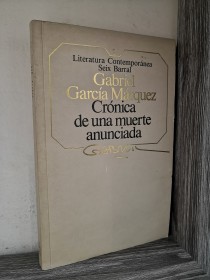 Literatura Contemporánea
Seix Barral
Gabriel
García Márquez
Crónica
de una muerte
anunciada